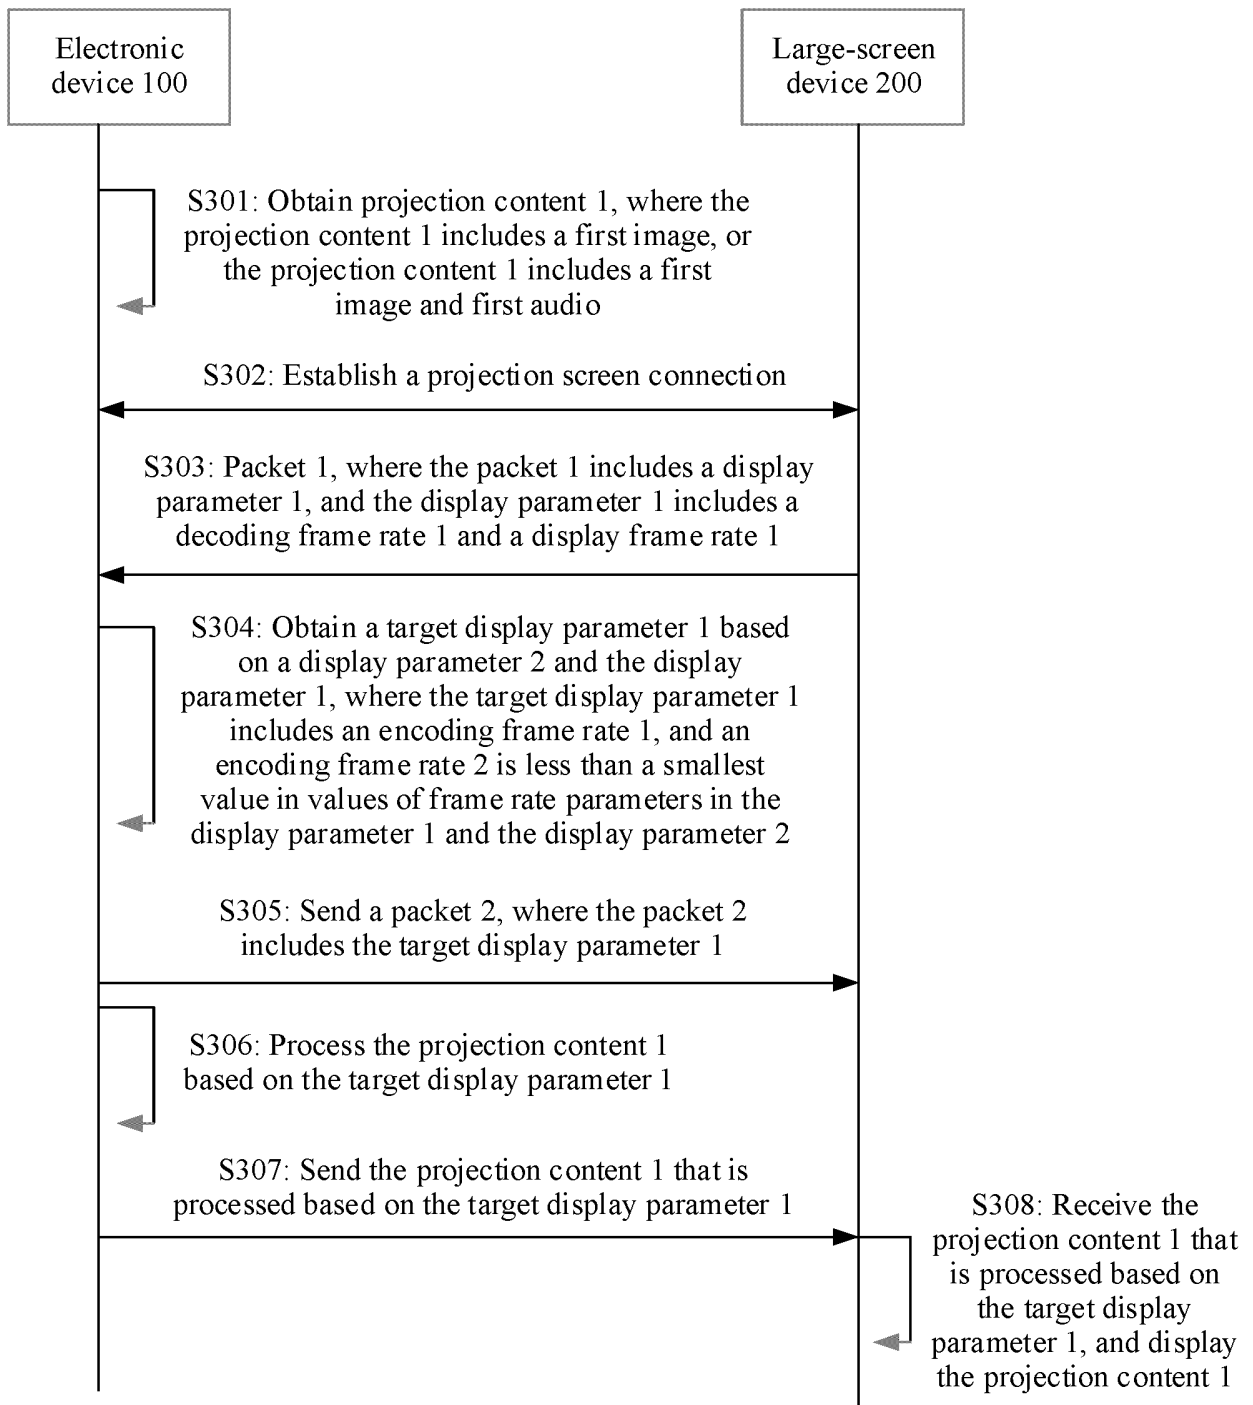 Electronic
device 100
Large-screen
device 200
S301: Obtain projection content 1, where the
projection content 1 includes a first image, or
the projection content 1 includes a first
image and first audio
S302: Establish a projection screen connection
S303: Packet 1, where the packet 1 includes a display
parameter 1, and the display parameter 1 includes a
decoding frame rate 1 and a display frame rate 1
S304: Obtain a target display parameter 1 based
on a display parameter 2 and the display
parameter 1, where the target display parameter 1
includes an encoding frame rate 1, and an
encoding frame rate 2 is less than a smallest
value in values of frame rate parameters in the
display parameter 1 and the display parameter 2
S305: Send a packet 2, where the packet 2
includes the target display parameter 1
S306: Process the projection content 1
based on the target display parameter 1
S307: Send the projection content 1 that is
processed based on the target display parameter 1
S308: Receive the
projection content 1 that
is processed based on
the target display
parameter 1, and display
the projection content 1